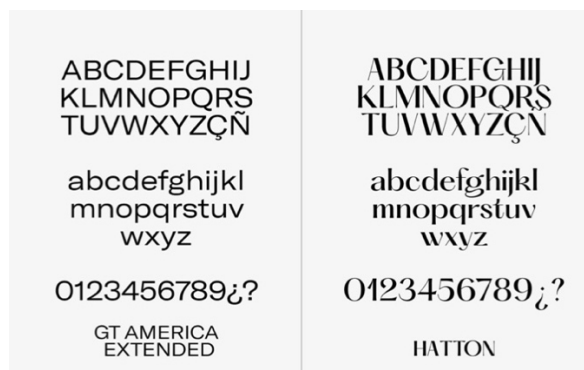 ABCDEFGHIJ
KLMNOPQRS
TUVWXYZÇÑ
abcdefghijkl
mnopqrstuv
wxyz
0123456789¿?
GT AMERICA
EXTENDED
ABCDEFGHIJ
KLMNOPQRS
TUVWXYZÇÑ
abcdefghijkl
mnopqrstuv
wxyz
0123456789¿?
HATTON